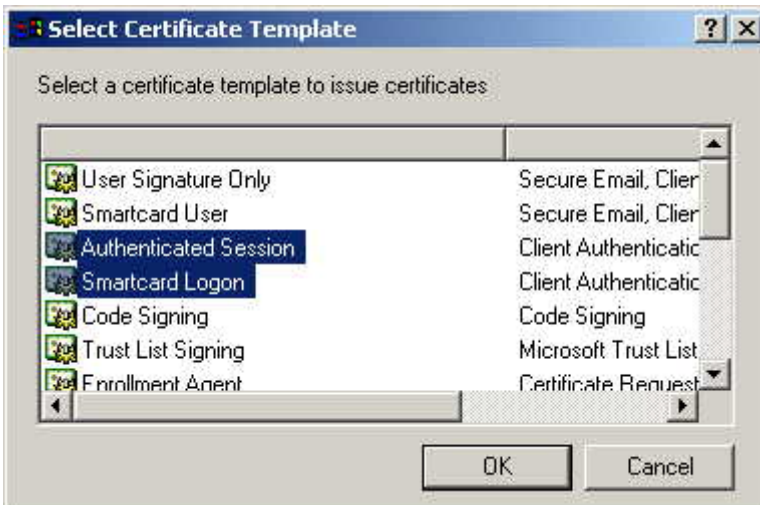 Select Certificate Template
Select a certificate template to issue certificates
User Signature Only Secure Email, Clien
Smartcard User Secure Email, Clien
Authenticated Session Client Authenticatic
Smartcard Logon Client Authenticatic
Code Signing Code Signing
Trust List Signing Microsoft Trust List
Enrollment Agent Certificate Request
OK Cancel